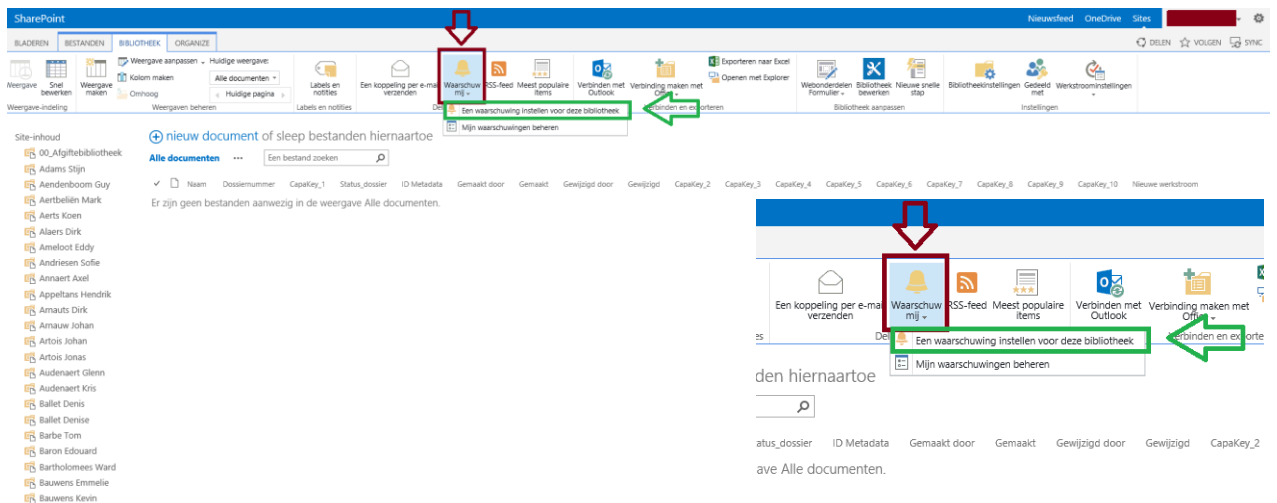 SharePoint
Nieuwsfeed OneDrive Sites
BLADEREN BESTANDEN BIBLIOTHEEK ORGANIZE
DELEN VOLGEN SYNC
Weergave aanpassen
Huidige weergave:
Kolom maken
Alle documenten
Omhoog
Huidige pagina
Weergave
Snel bewerken
Weergave maken
Labels en notities
Een koppeling per e-mail verzenden
Waarschuw mij
RSS-feed
Meest populaire items
Verbinden met Outlook
Verbinding maken met Office
Exporteren naar Excel
Openen met Explorer
Webonderdelen Formulier
Bibliotheek bewerken
Nieuwe snelle stap
Bibliotheekinstellingen
Gedeeld met
Werkstroominstellingen
Weergave-indeling
Weergaven beheren
Labels en notities
Del
Verbinden en exporteren
Bibliotheek aanpassen
Instellingen
Een waarschuwing instellen voor deze bibliotheek
Mijn waarschuwingen beheren
Site-inhoud
00_Afgiftebibliotheek
Adams Stijn
Aendenboom Guy
Aertbeliën Mark
Aerts Koen
Alaers Dirk
Ameloot Eddy
Andriesen Sofie
Annaert Axel
Appeltans Hendrik
Arnauts Dirk
Arnauw Johan
Artois Johan
Artois Jonas
Audenaert Glenn
Audenaert Kris
Ballet Denis
Ballet Denise
Barbe Tom
Baron Edouard
Bartholomees Ward
Bauwens Emmelie
Bauwens Kevin
nieuw document of sleep bestanden hiernaartoe
Alle documenten ••• Een bestand zoeken
Naam Dossiernummer CapaKey_1 Status_dossier ID Metadata Gemaakt door Gemaakt Gewijzigd door Gewijzigd CapaKey_2 CapaKey_3 CapaKey_4 CapaKey_5 CapaKey_6 CapaKey_7 CapaKey_8 CapaKey_9 CapaKey_10 Nieuwe werkstroom
Er zijn geen bestanden aanwezig in de weergave Alle documenten.
Een koppeling per e-mai
verzenden
Waarschuw
mij
RSS-feed
Meest populaire
items
Verbinden met
Outlook
Verbinding maken met
es
Del
Verbinden en exporte
Een waarschuwing instellen voor deze bibliotheek
Mijn waarschuwingen beheren
den hiernaartoe
atus_dossier ID Metadata Gemaakt door Gemaakt Gewijzigd door Gewijzigd CapaKey_2
ave Alle documenten.